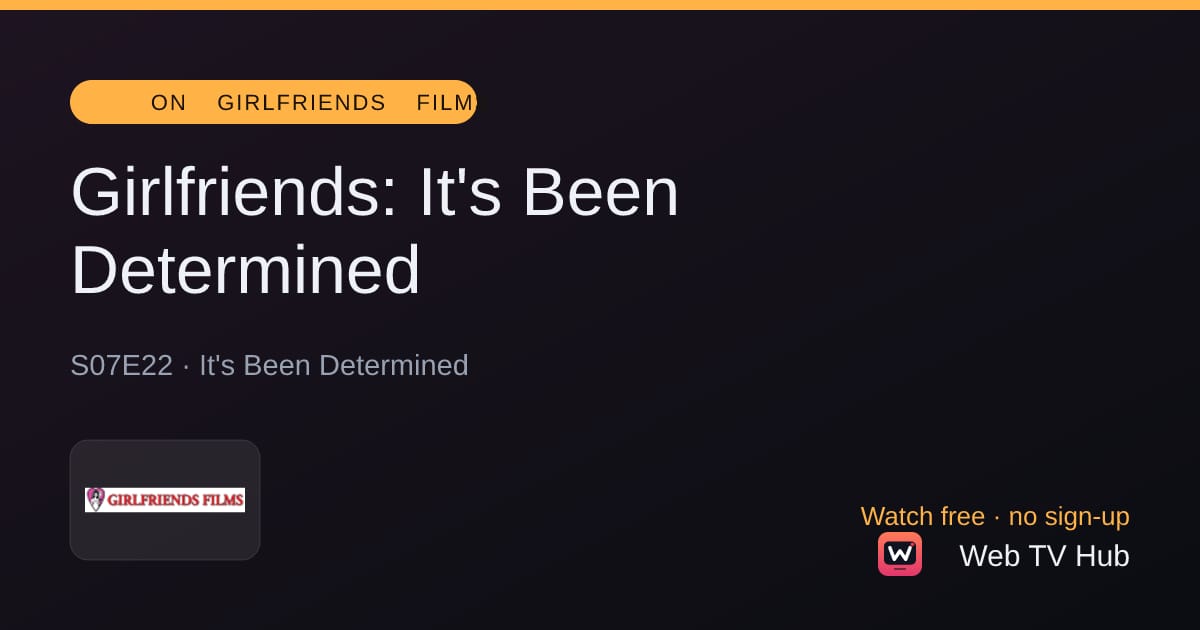 ON GIRLFRIENDS FILM
Girlfriends: It's Been
Determined
S07E22 · It's Been Determined
GIRLFRIENDS FILMS
Watch free · no sign-up
Web TV Hub